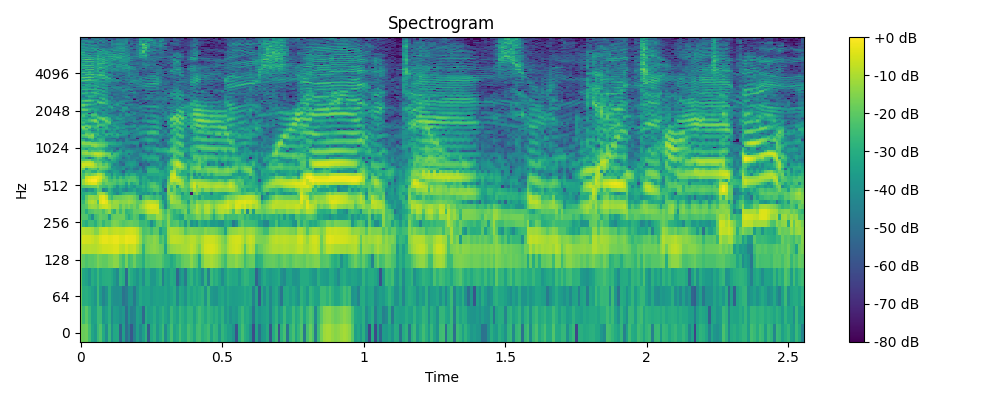 Spectrogram
+0 dB
4096
-10 dB
2048
-20 dB
1024
-30 dB
Hz
512
-40 dB
256
-50 dB
128
-60 dB
64
-70 dB
0
-80 dB
0 0.5 1 1.5 2 2.5
Time